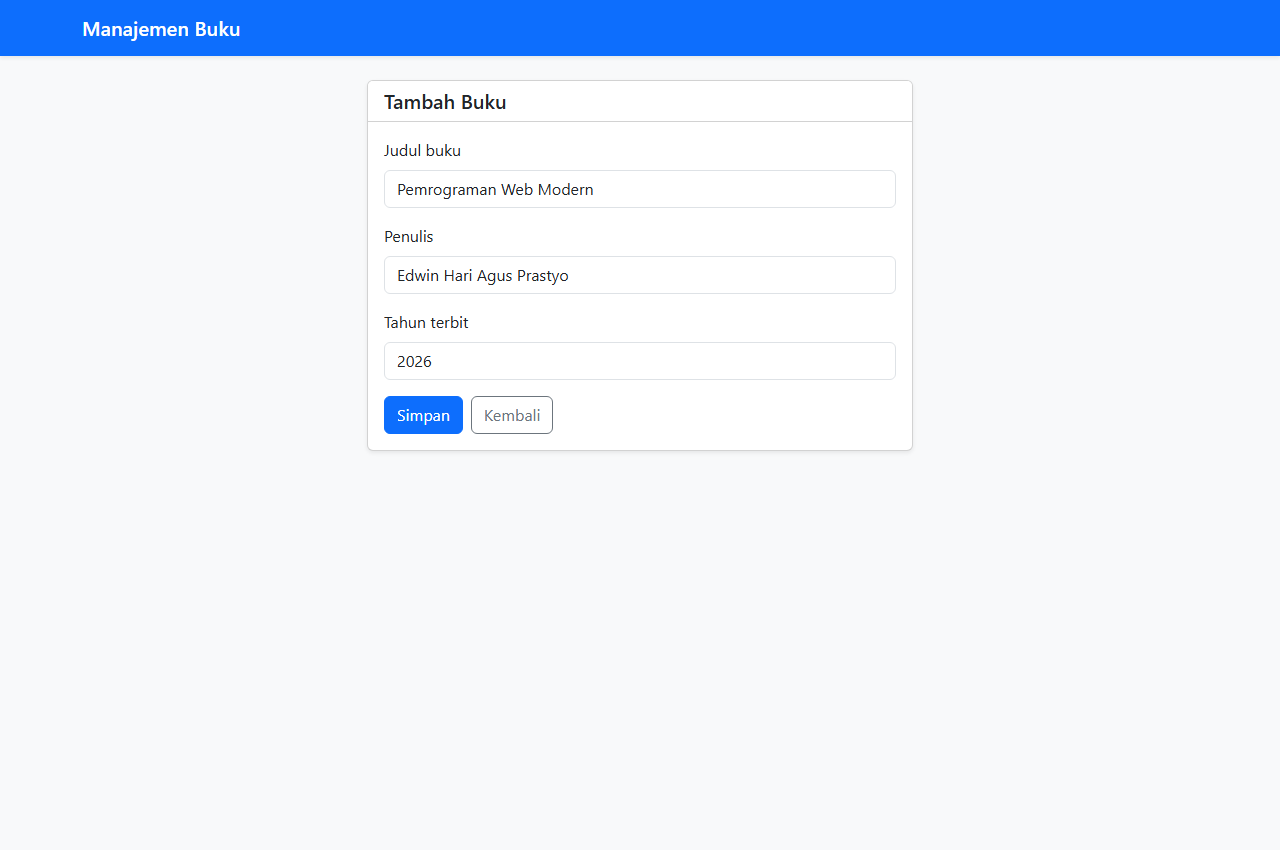 Manajemen Buku
Tambah Buku
Judul buku
Pemrograman Web Modern
Penulis
Edwin Hari Agus Prastyo
Tahun terbit
2026
Simpan Kembali